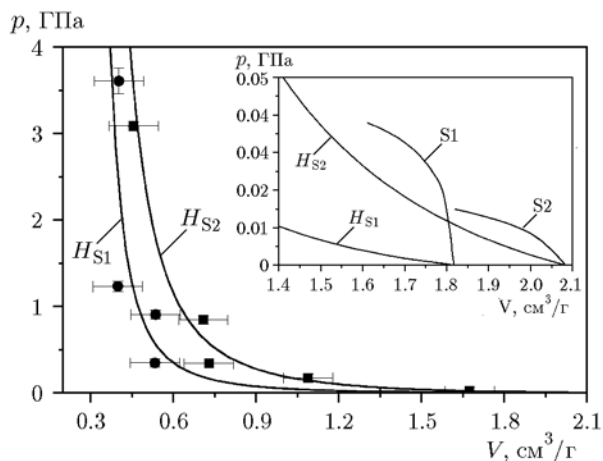 p, ГПа
4
3
2
1
0
0.3 0.6 0.9 1.2 1.5 1.8 2.1
V, см³/г
H_S1
H_S2
p, ГПа
0.05
0.04
0.04
0.02
0.01
0
S1
S2
H_S2
H_S1
1.4 1.5 1.6 1.7 1.8 1.9 2.0 2.1
V, см³/г